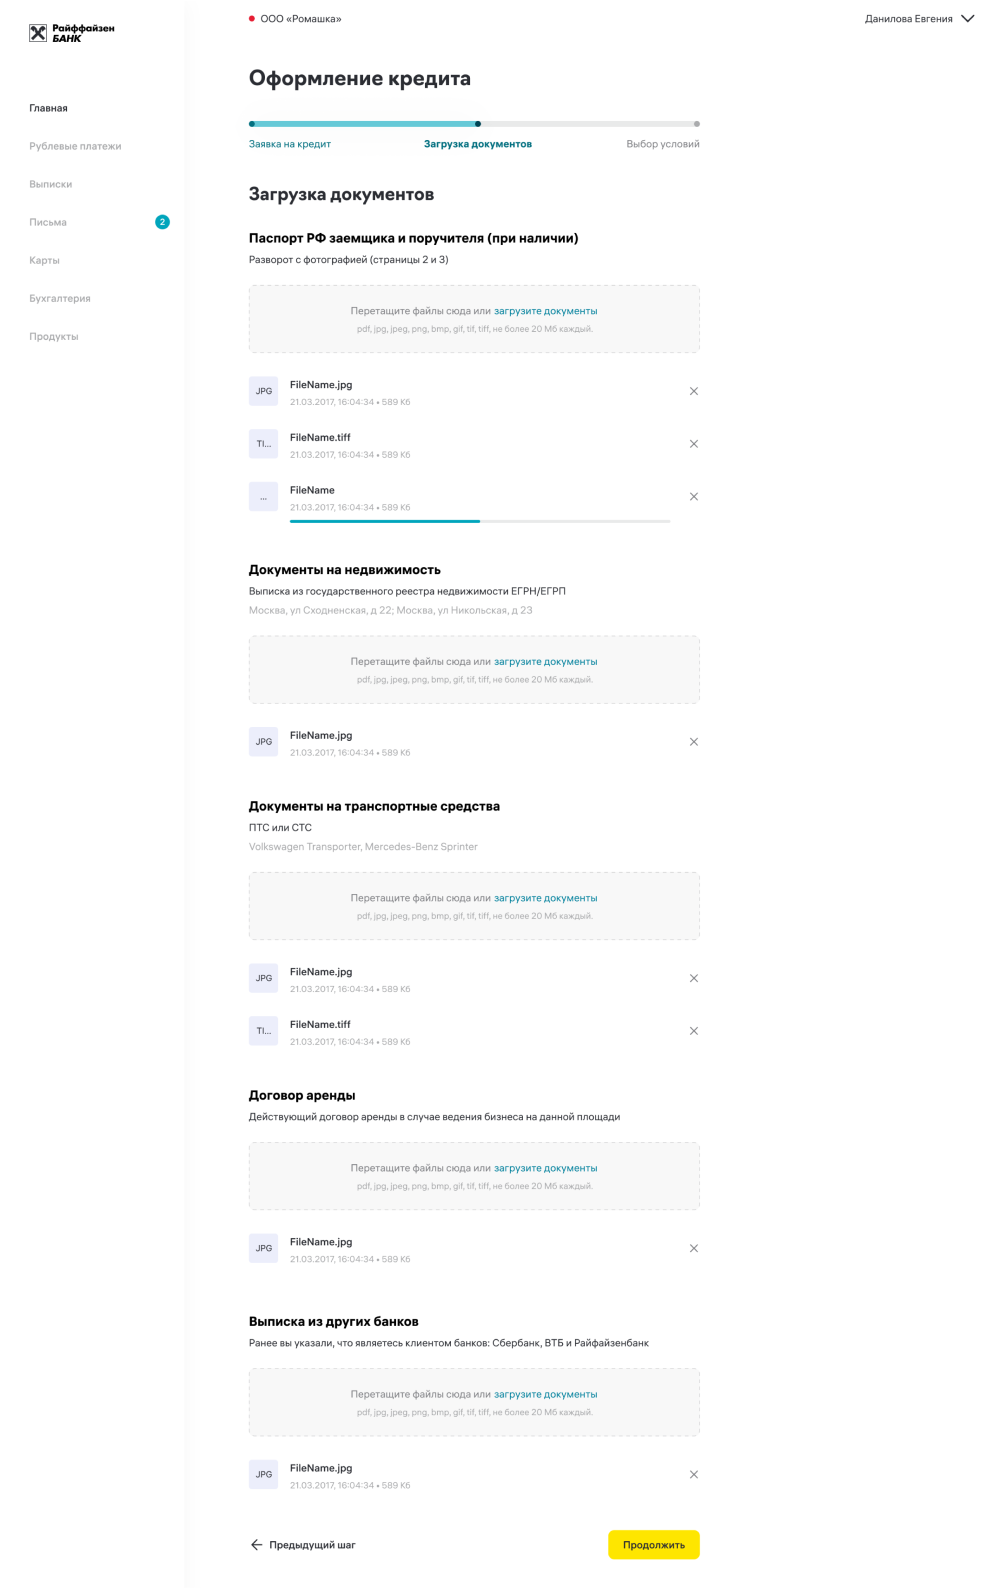 Райффайзен
БАНК
ООО «Ромашка»
Данилова Евгения
Главная
Рублевые платежи
Выписки
Письма 2
Карты
Бухгалтерия
Продукты
Оформление кредита
Заявка на кредит Загрузка документов Выбор условий
Загрузка документов
Паспорт РФ заемщика и поручителя (при наличии)
Разворот с фотографией (страницы 2 и 3)
Перетащите файлы сюда или загрузите документы
pdf, jpg, jpeg, png, bmp, gif, tif, tiff, не более 20 Мб каждый.
JPG FileName.jpg
21.03.2017, 16:04:34 • 589 Кб
TI... FileName.tiff
21.03.2017, 16:04:34 • 589 Кб
... FileName
21.03.2017, 16:04:34 • 589 Кб
Документы на недвижимость
Выписка из государственного реестра недвижимости ЕГРН/ЕГРП
Москва, ул Сходненская, д 22; Москва, ул Никольская, д 23
Перетащите файлы сюда или загрузите документы
pdf, jpg, jpeg, png, bmp, gif, tif, tiff, не более 20 Мб каждый.
JPG FileName.jpg
21.03.2017, 16:04:34 • 589 Кб
Документы на транспортные средства
ПТС или СТС
Volkswagen Transporter, Mercedes-Benz Sprinter
Перетащите файлы сюда или загрузите документы
pdf, jpg, jpeg, png, bmp, gif, tif, tiff, не более 20 Мб каждый.
JPG FileName.jpg
21.03.2017, 16:04:34 • 589 Кб
TI... FileName.tiff
21.03.2017, 16:04:34 • 589 Кб
Договор аренды
Действующий договор аренды в случае ведения бизнеса на данной площади
Перетащите файлы сюда или загрузите документы
pdf, jpg, jpeg, png, bmp, gif, tif, tiff, не более 20 Мб каждый.
JPG FileName.jpg
21.03.2017, 16:04:34 • 589 Кб
Выписка из других банков
Ранее вы указали, что являетесь клиентом банков: Сбербанк, ВТБ и Райфайзенбанк
Перетащите файлы сюда или загрузите документы
pdf, jpg, jpeg, png, bmp, gif, tif, tiff, не более 20 Мб каждый.
JPG FileName.jpg
21.03.2017, 16:04:34 • 589 Кб
Предыдущий шаг Продолжить